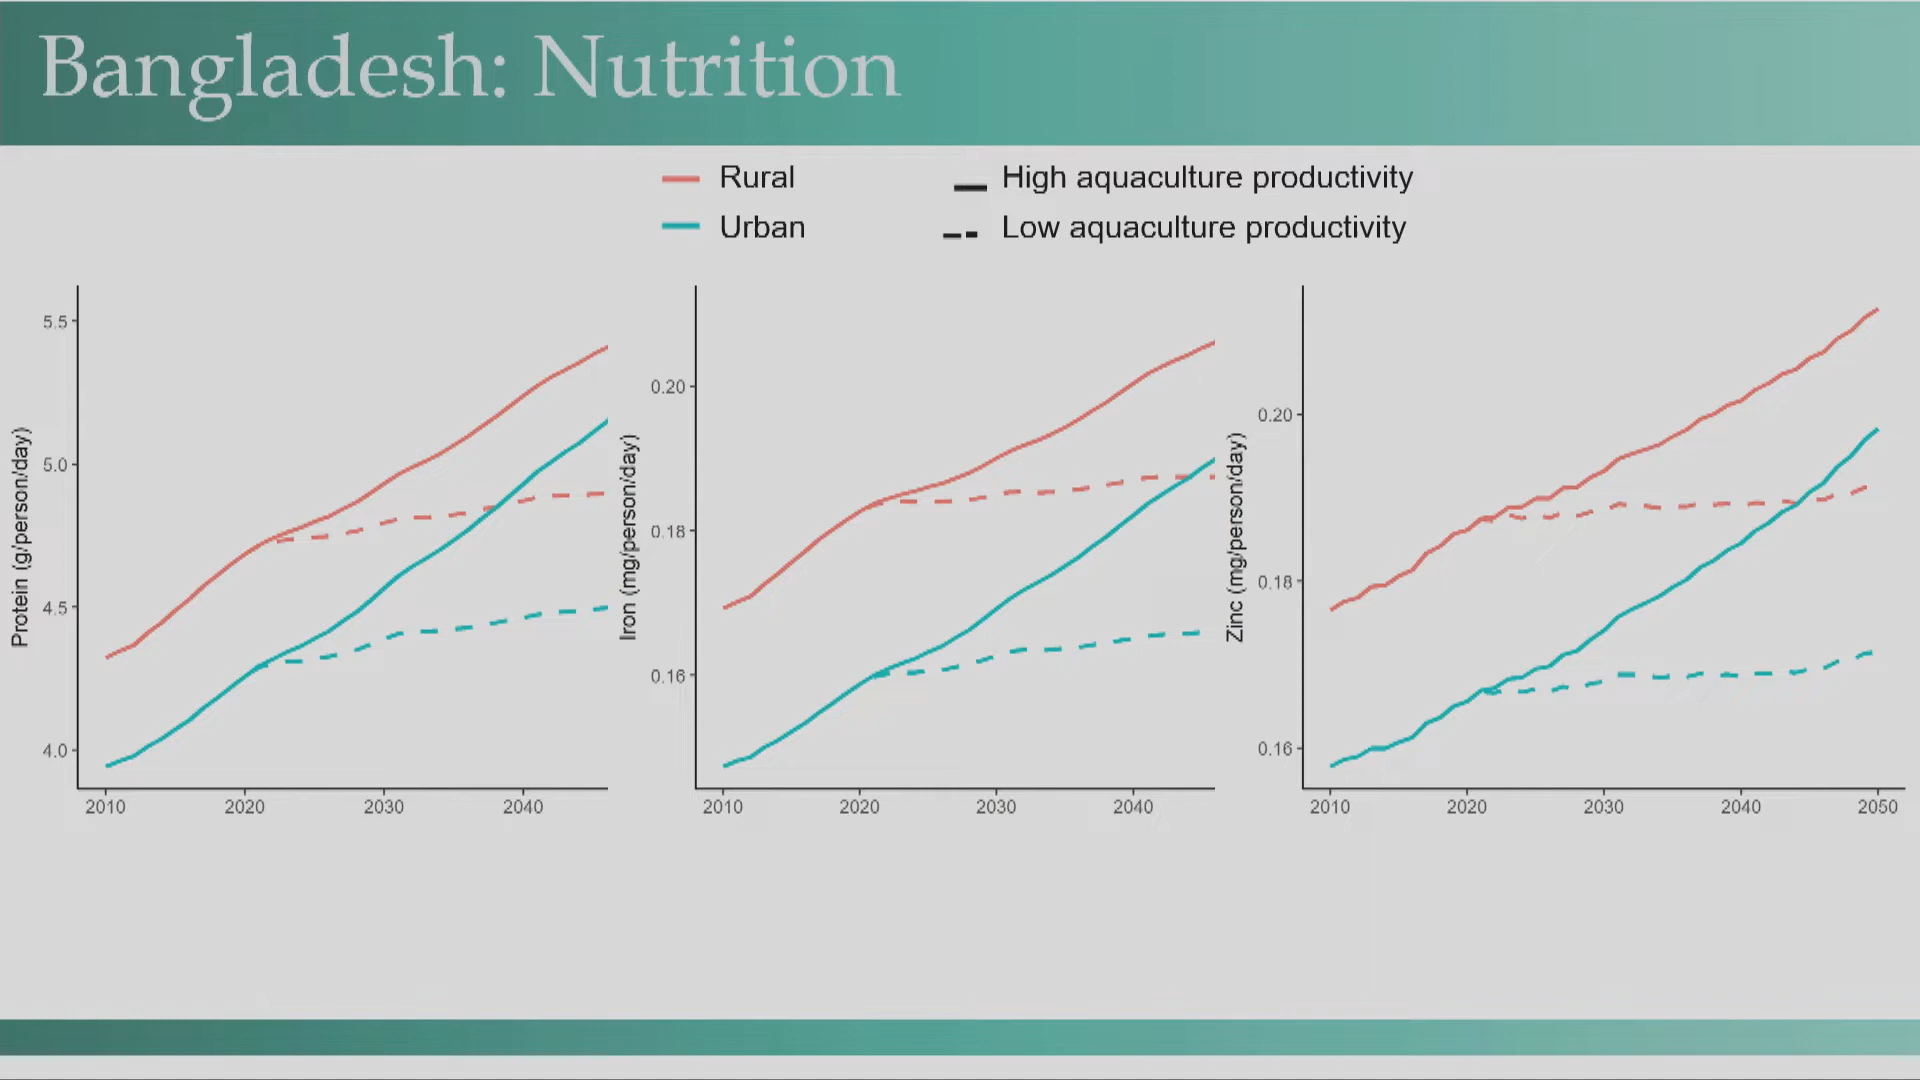 Bangladesh: Nutrition
Rural
High aquaculture productivity
Urban
Low aquaculture productivity
Protein (g/person/day)
5.5
5.0
4.5
4.0
2010
2020
2030
2040
Iron (mg/person/day)
0.20
0.18
0.16
2010
2020
2030
2040
Zinc (mg/person/day)
0.20
0.18
0.16
2010
2020
2030
2040
2050